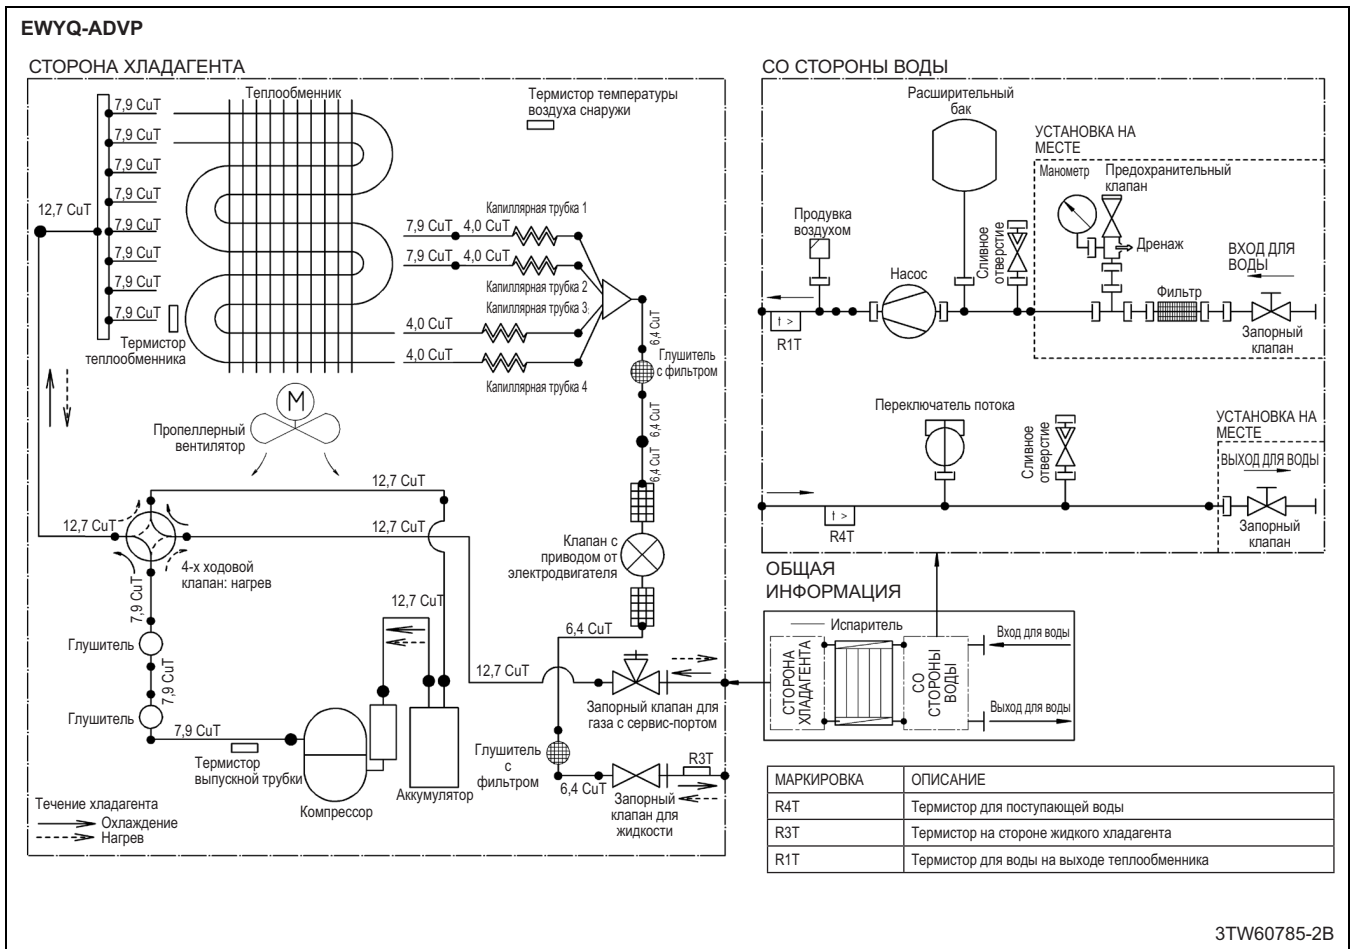 EWYQ-ADVP
СТОРОНА ХЛАДАГЕНТА
7,9 CuT
7,9 CuT
7,9 CuT
7,9 CuT
7,9 CuT
7,9 CuT
7,9 CuT
7,9 CuT
12,7 CuT
Теплообменник
Термистор температуры
воздуха снаружи
Капиллярная трубка 1
7,9 CuT
4,0 CuT
7,9 CuT
4,0 CuT
Капиллярная трубка 2
Капиллярная трубка 3
4,0 CuT
4,0 CuT
Капиллярная трубка 4
Термистор
теплообменника
6,4 CuT
Глушитель
с фильтром
6,4 CuT
6,4 CuT
M
Пропеллерный
вентилятор
12,7 CuT
12,7 CuT
12,7 CuT
4-х ходовой
клапан: нагрев
Клапан с
приводом от
электродвигателя
7,9 CuT
12,7 CuT
6,4 CuT
Глушитель
7,9 CuT
12,7 CuT
Глушитель
Запорный клапан для
газа с сервис-портом
7,9 CuT
Термистор
выпускной трубки
Компрессор
Аккумулятор
Глушитель
с
фильтром
R3T
6,4 CuT
Запорный
клапан для
жидкости
Течение хладагента
Охлаждение
Нагрев
СО СТОРОНЫ ВОДЫ
Расширительный
бак
УСТАНОВКА НА
МЕСТЕ
Манометр
Предохранительный
клапан
Продувка
воздухом
Сливное
отверстие
Дренаж
ВХОД ДЛЯ
ВОДЫ
Насос
Фильтр
t >
R1T
Запорный
клапан
Переключатель потока
Сливное
отверстие
УСТАНОВКА НА
МЕСТЕ
ВЫХОД ДЛЯ ВОДЫ
t >
R4T
Запорный
клапан
ОБЩАЯ
ИНФОРМАЦИЯ
Испаритель
СТОРОНА
ХЛАДАГЕНТА
СО
СТОРОНЫ
ВОДЫ
Вход для воды
Выход для воды
МАРКИРОВКА ОПИСАНИЕ
R4T Термистор для поступающей воды
R3T Термистор на стороне жидкого хладагента
R1T Термистор для воды на выходе теплообменника
3TW60785-2B